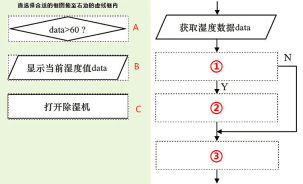 请选择合适的框图拖至右边的虚线框内
data>60 ?
A
显示当前湿度值data
B
打开除湿机
C
获取湿度数据data
①
N
Y
②
③